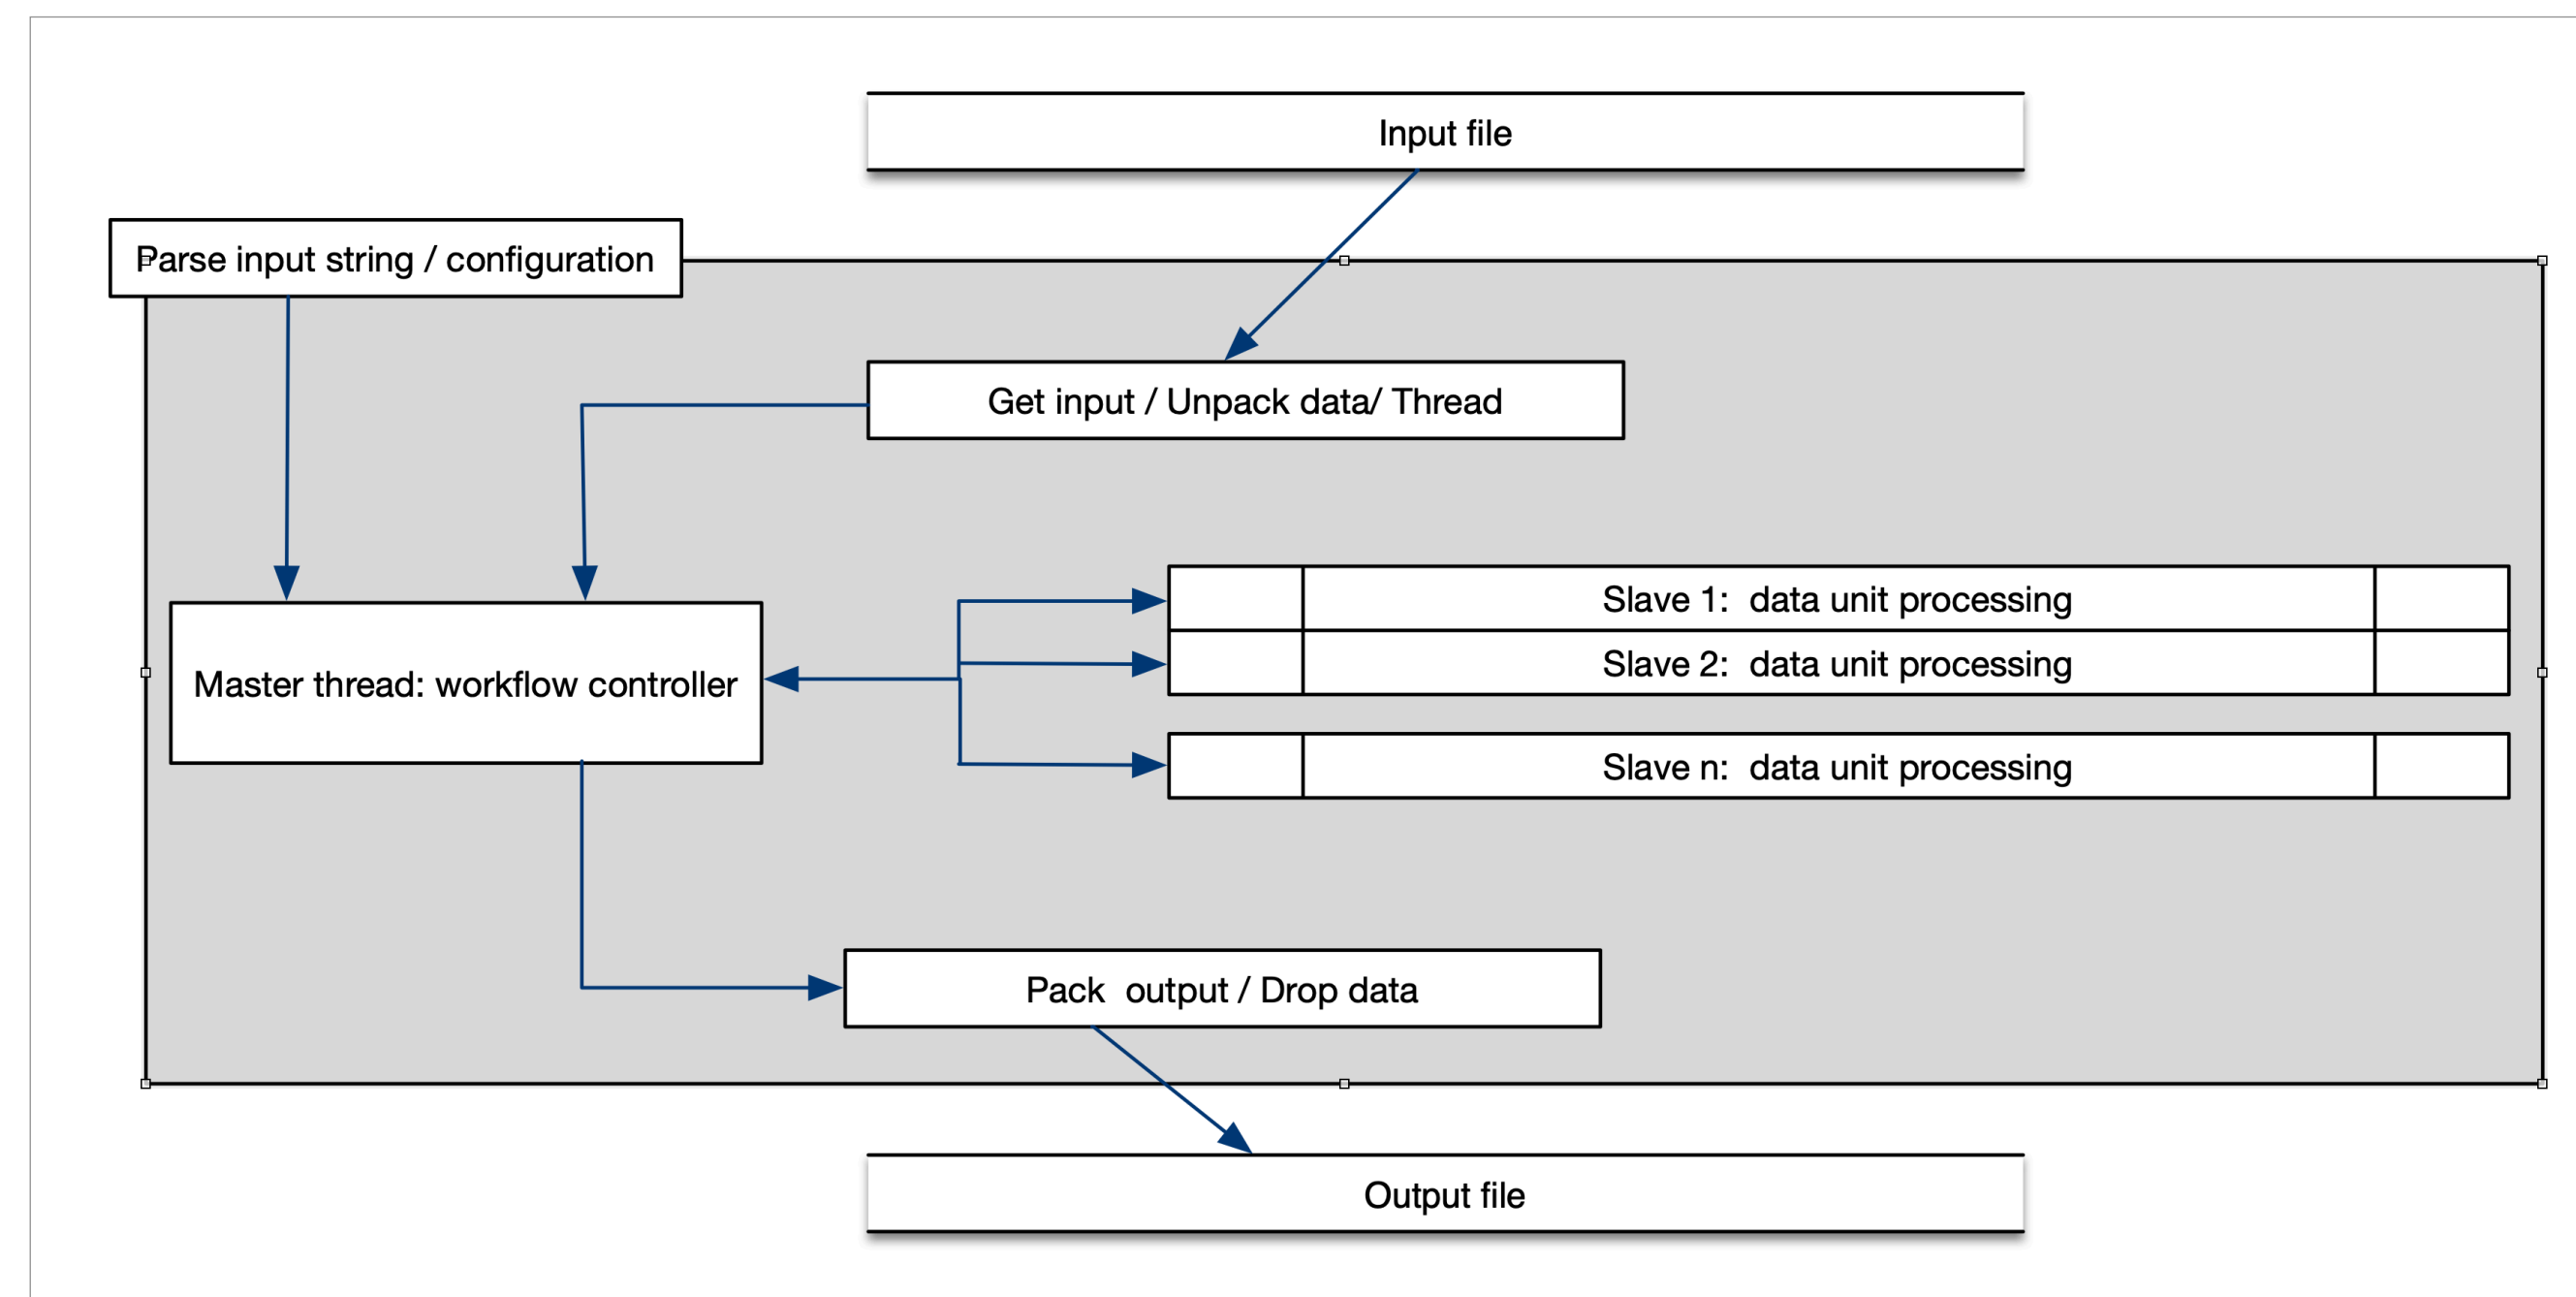 Input file
Parse input string / configuration
Get input / Unpack data/ Thread
Slave 1:  data unit processing
Slave 2:  data unit processing
Master thread: workflow controller
Slave n:  data unit processing
Pack  output / Drop data
Output file